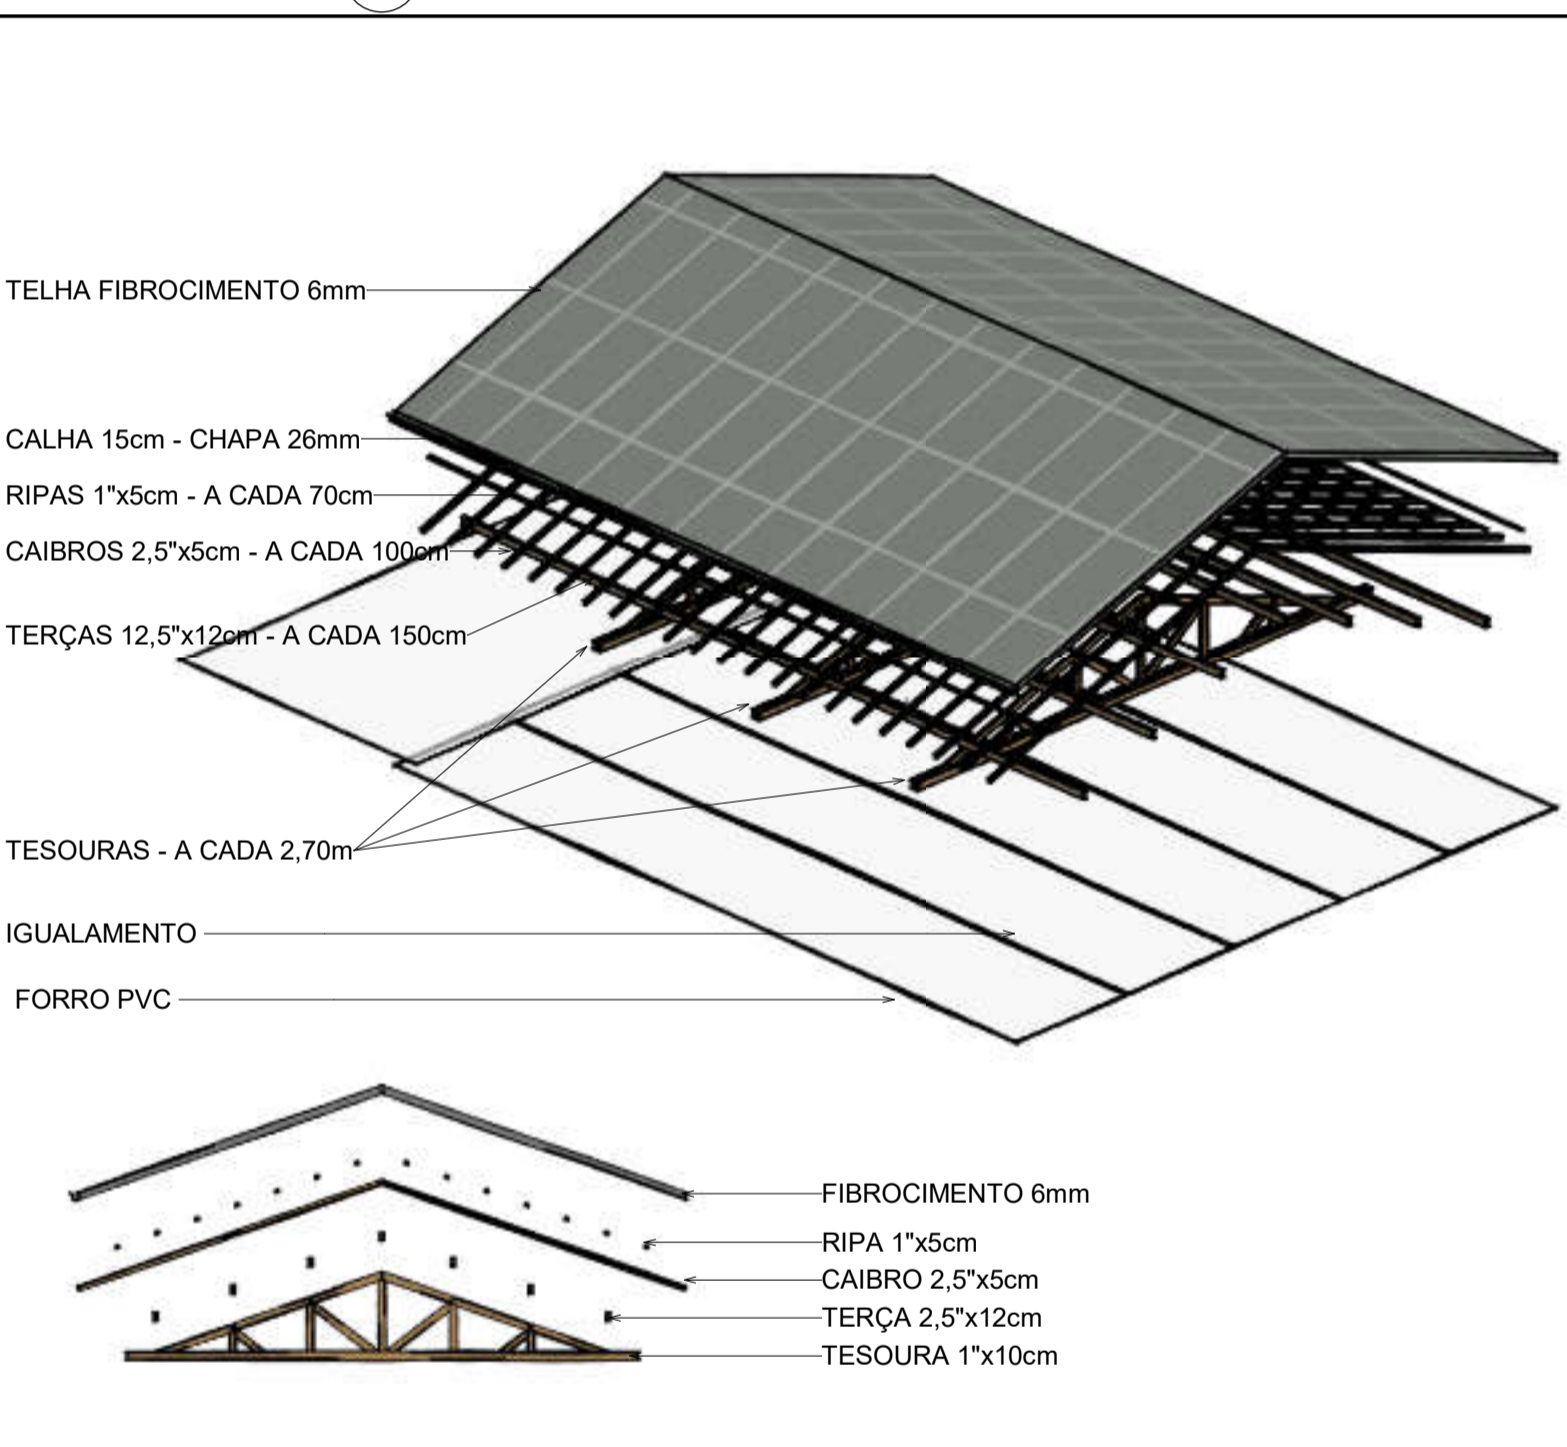 TELHA FIBROCIMENTO 6mm
CALHA 15cm - CHAPA 26mm
RIPAS 1"x5cm - A CADA 70cm
CAIBROS 2,5"x5cm - A CADA 100cm
TERÇAS 12,5"x12cm - A CADA 150cm
TESOURAS - A CADA 2,70m
IGUALAMENTO
FORRO PVC
FIBROCIMENTO 6mm
RIPA 1"x5cm
CAIBRO 2,5"x5cm
TERÇA 2,5"x12cm
TESOURA 1"x10cm